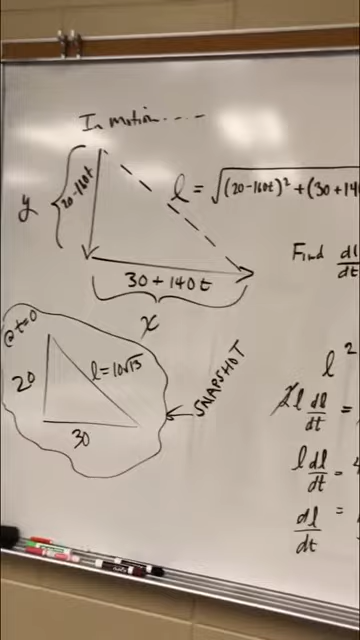 In motion....
y
20-160t
l = √(20-160t)² + (30+14
30 + 140t
x
Find dl/dt
@t=0
20
l = 10√13
30
SNAPSHOT
l²
2l dl/dt =
l dl/dt =
dl/dt =